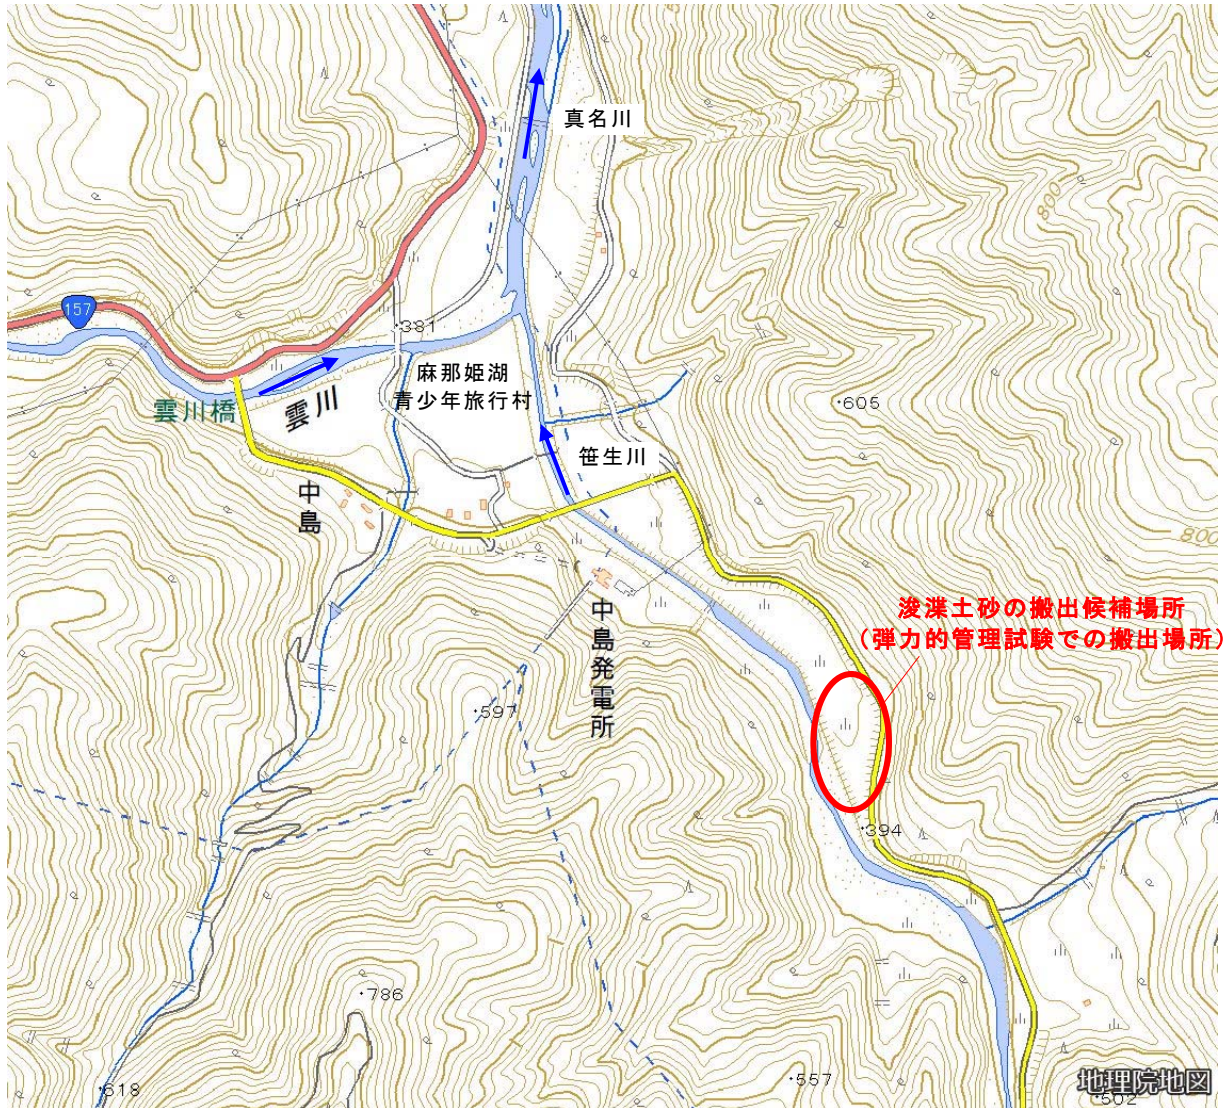 真名川
800
157
381
麻那姫湖
青少年旅行村
雲川橋
雲川
605
笹生川
中島
800
浚渫土砂の搬出候補場所
(弾力的管理試験での搬出場所)
中島発電所
597
394
786
557
618
502
地理院地図